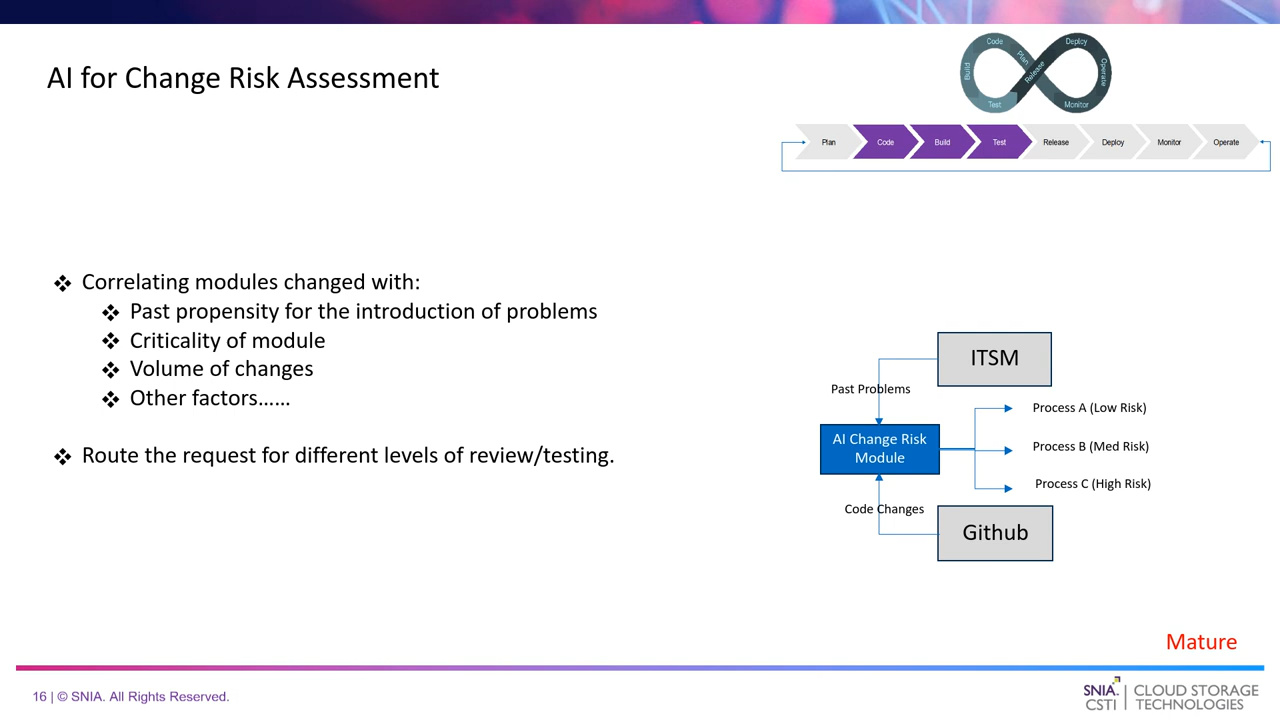 AI for Change Risk Assessment
Code
Plan
Build
Test
Release
Deploy
Operate
Monitor
Plan
Code
Build
Test
Release
Deploy
Monitor
Operate
❖ Correlating modules changed with:
❖ Past propensity for the introduction of problems
❖ Criticality of module
❖ Volume of changes
❖ Other factors......
❖ Route the request for different levels of review/testing.
ITSM
Past Problems
Process A (Low Risk)
AI Change Risk
Module
Process B (Med Risk)
Process C (High Risk)
Code Changes
Github
Mature
16 | © SNIA. All Rights Reserved.
SNIA.
CSTI
CLOUD STORAGE
TECHNOLOGIES